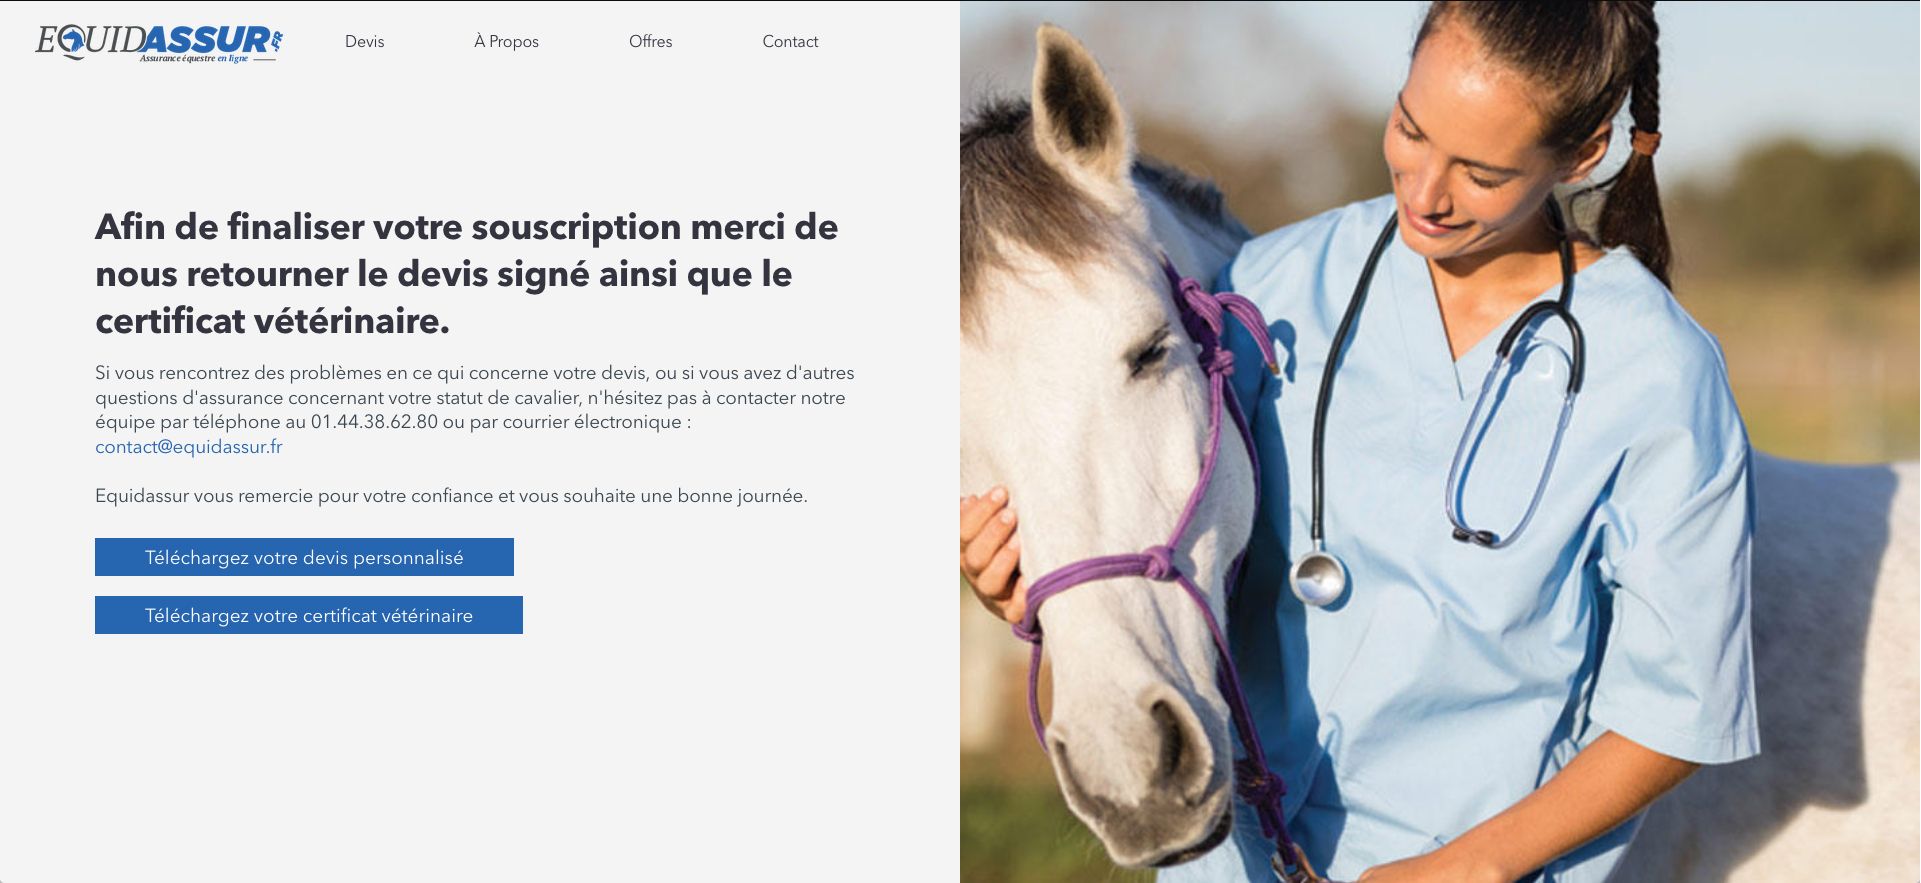 EQUIDASSUR.FR
Assurance équestre en ligne
Devis
À Propos
Offres
Contact
Afin de finaliser votre souscription merci de
nous retourner le devis signé ainsi que le
certificat vétérinaire.
Si vous rencontrez des problèmes en ce qui concerne votre devis, ou si vous avez d'autres
questions d'assurance concernant votre statut de cavalier, n'hésitez pas à contacter notre
équipe par téléphone au 01.44.38.62.80 ou par courrier électronique :
contact@equidassur.fr
Equidassur vous remercie pour votre confiance et vous souhaite une bonne journée.
Téléchargez votre devis personnalisé
Téléchargez votre certificat vétérinaire